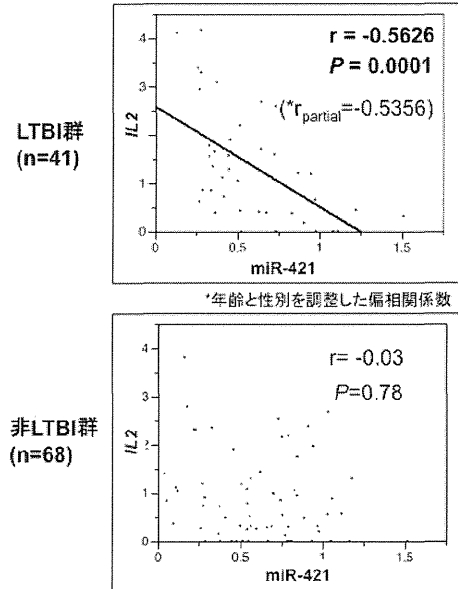 LTBI群
(n=41)
r = -0.5626
P = 0.0001
(*r partial=-0.5356)
IL2
4
3
2
1
0
0
0.5
1
1.5
miR-421
*年齢と性別を調整した偏相関係数
非LTBI群
(n=68)
r= -0.03
P=0.78
IL2
4
3
2
1
0
0
0.5
1
1.5
miR-421